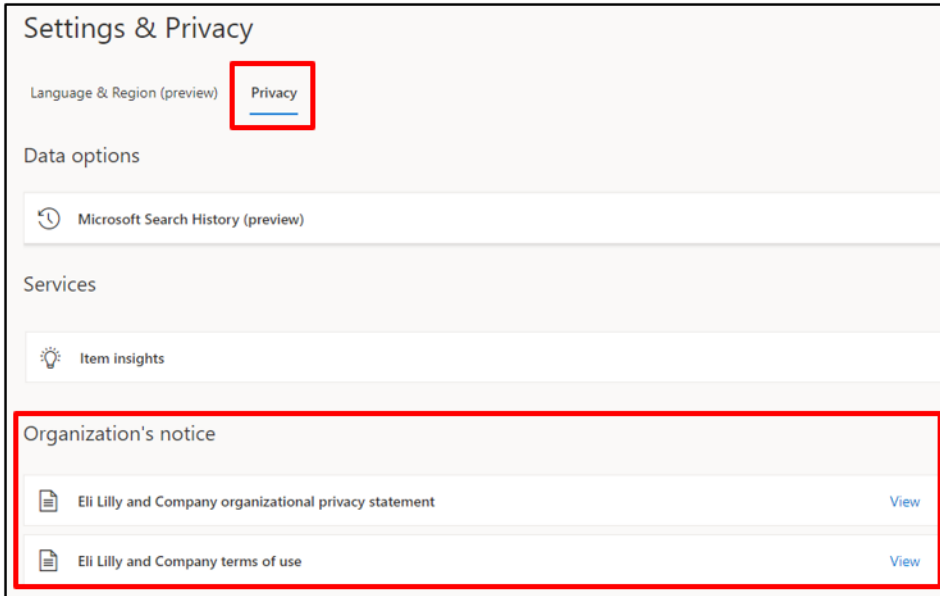 Settings & Privacy
Language & Region (preview) Privacy
Data options
Microsoft Search History (preview)
Services
Item insights
Organization's notice
Eli Lilly and Company organizational privacy statement View
Eli Lilly and Company terms of use View